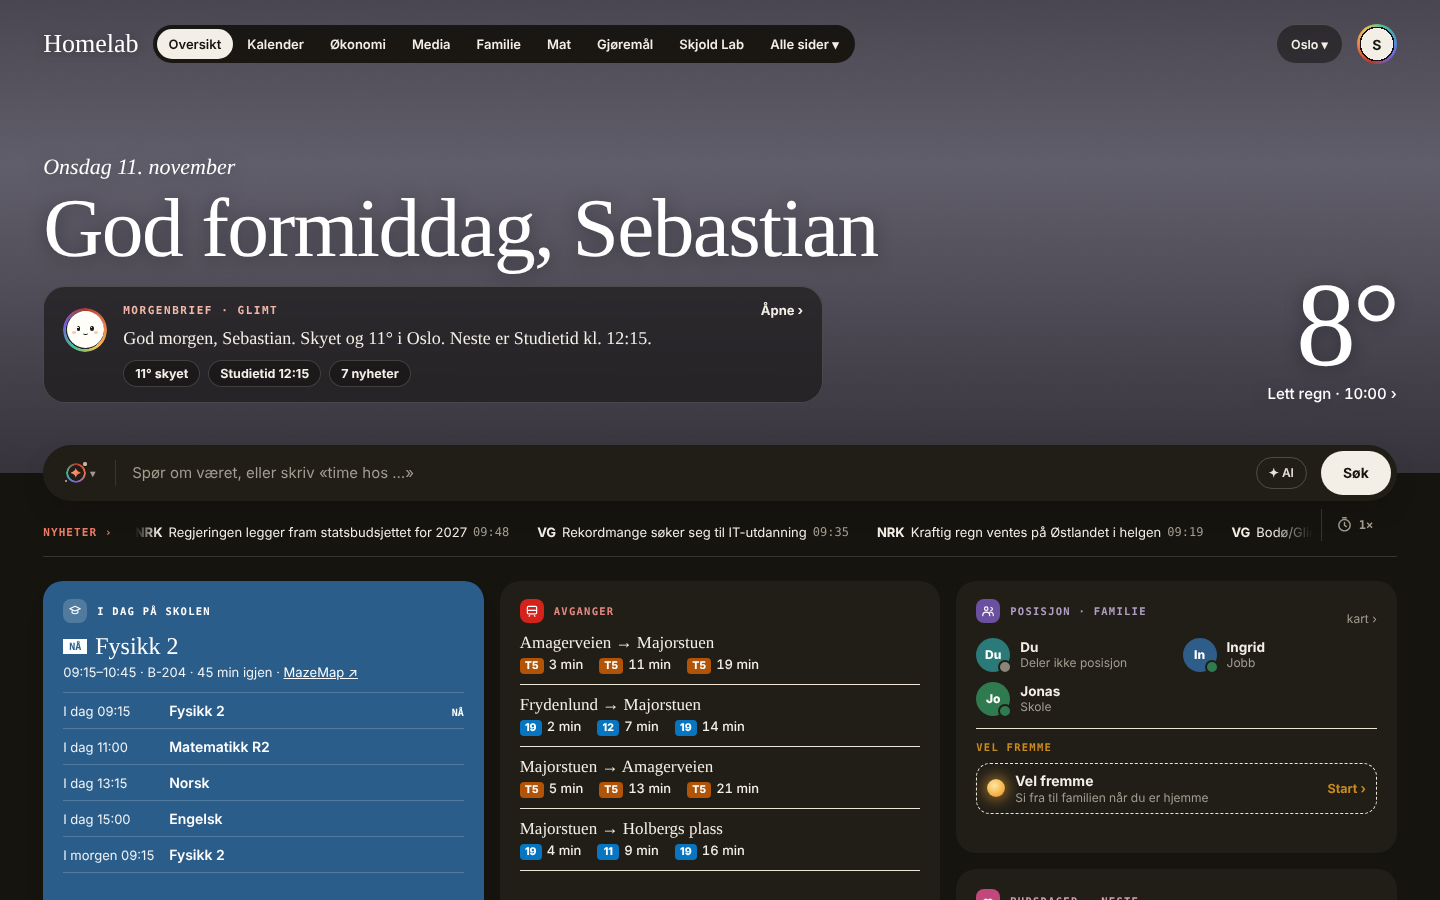 Homelab
Oversikt Kalender Økonomi Media Familie Mat Gjøremål Skjold Lab Alle sider ▾
Oslo ▾
S
Onsdag 11. november
God formiddag, Sebastian
MORGENBRIEF · GLIMT
Åpne ›
God morgen, Sebastian. Skyet og 11° i Oslo. Neste er Studietid kl. 12:15.
11° skyet Studietid 12:15 7 nyheter
8°
Lett regn · 10:00 ›
Spør om været, eller skriv «time hos …»
✦ AI
Søk
NYHETER ›
NRK Regjeringen legger fram statsbudsjettet for 2027 09:48 VG Rekordmange søker seg til IT-utdanning 09:35 NRK Kraftig regn ventes på Østlandet i helgen 09:19 VG Bodø/Gli
1×
I DAG PÅ SKOLEN
NÅ Fysikk 2
09:15–10:45 · B-204 · 45 min igjen · MazeMap ↗
I dag 09:15 Fysikk 2 NÅ
I dag 11:00 Matematikk R2
I dag 13:15 Norsk
I dag 15:00 Engelsk
I morgen 09:15 Fysikk 2
AVGANGER
Amagerveien → Majorstuen
T5 3 min T5 11 min T5 19 min
Frydenlund → Majorstuen
19 2 min 12 7 min 19 14 min
Majorstuen → Amagerveien
T5 5 min T5 13 min T5 21 min
Majorstuen → Holbergs plass
19 4 min 11 9 min 19 16 min
POSISJON · FAMILIE
kart ›
Du Du
Deler ikke posisjon
In Ingrid
Jobb
Jo Jonas
Skole
VEL FREMME
Vel fremme
Si fra til familien når du er hjemme
Start ›